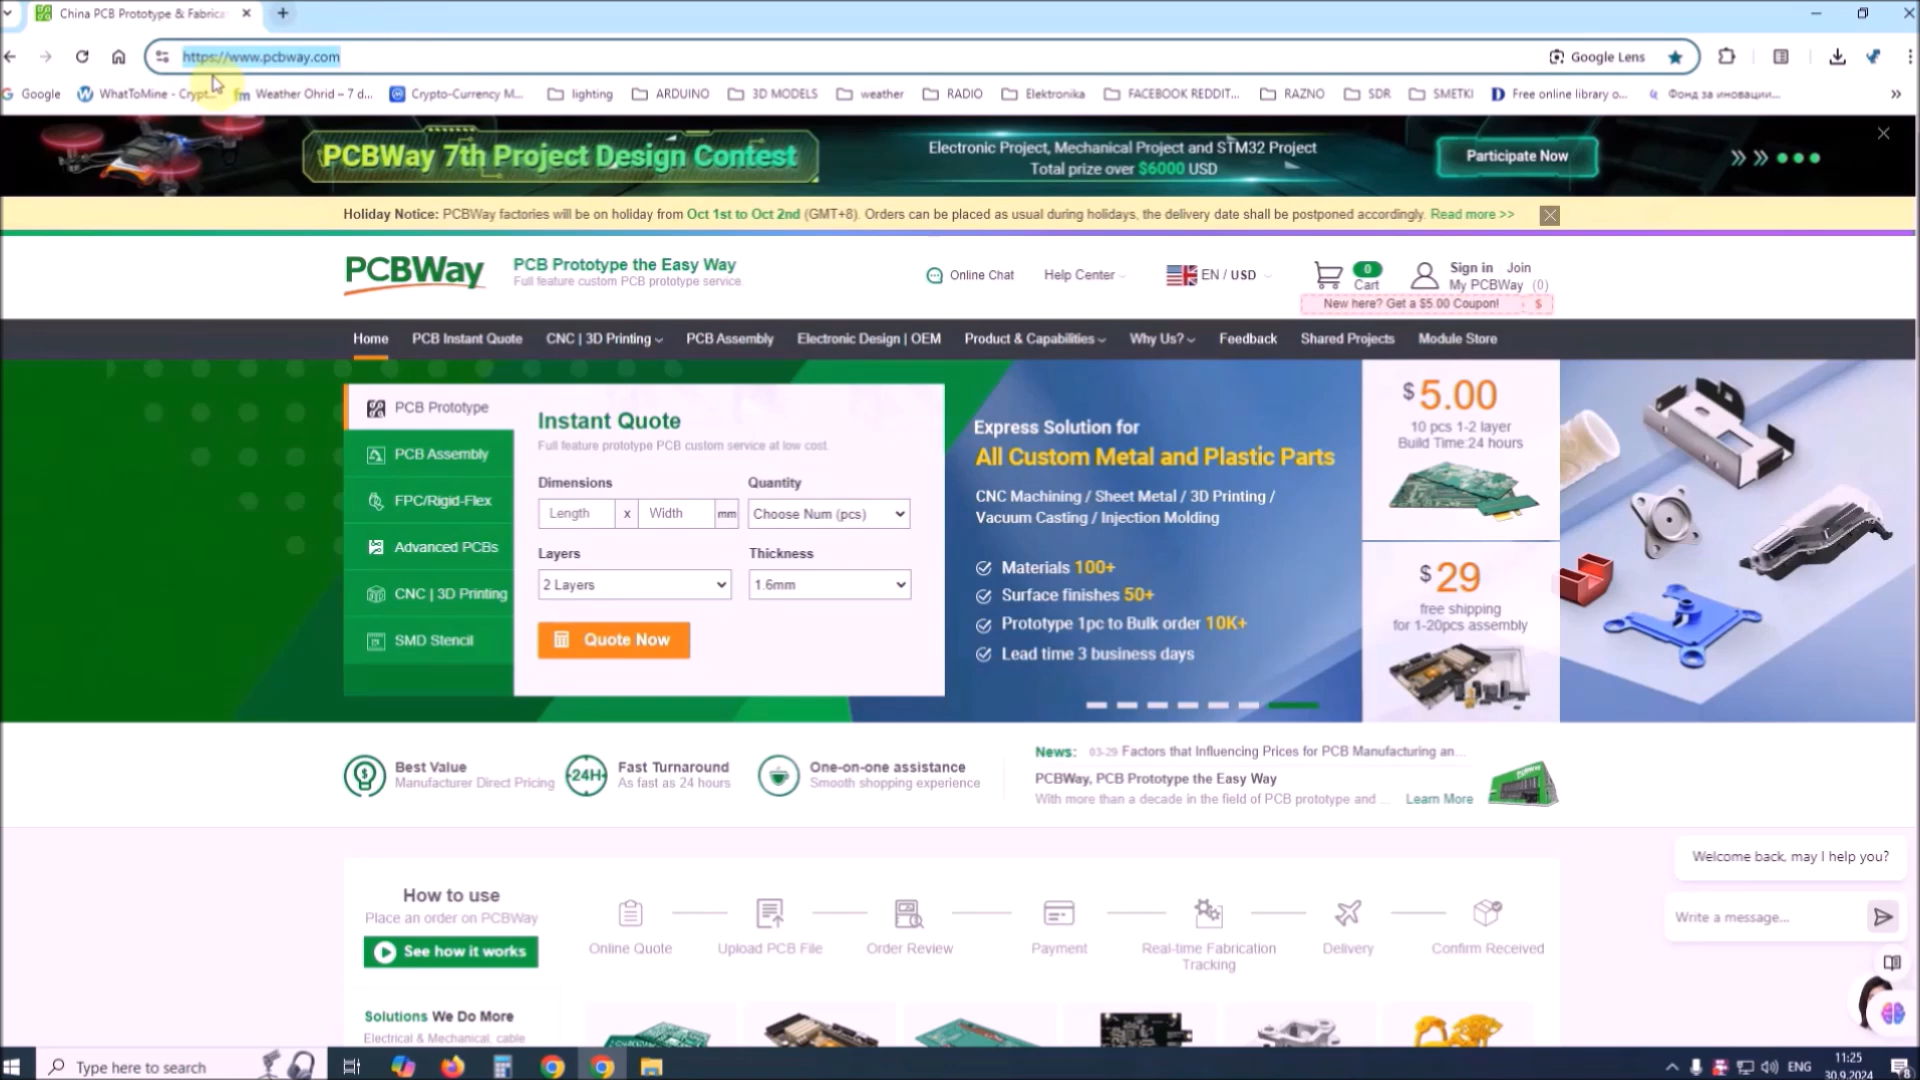 China PCB Prototype & Fabrica
https://www.pcbway.com
Google Lens
Google
WhatToMine - Crypt...
Weather Ohrid – 7 d...
Crypto-Currency M...
lighting
ARDUINO
3D MODELS
weather
RADIO
Elektronika
FACEBOOK REDDIT...
RAZNO
SDR
SMETKI
Free online library o...
Фонд за иновации...
PCBWay 7th Project Design Contest
Electronic Project, Mechanical Project and STM32 Project
Total prize over $6000 USD
Participate Now
Holiday Notice: PCBWay factories will be on holiday from Oct 1st to Oct 2nd (GMT+8). Orders can be placed as usual during holidays, the delivery date shall be postponed accordingly. Read more >>
PCBWay
PCB Prototype the Easy Way
Full feature custom PCB prototype service.
Online Chat
Help Center
EN / USD
0
Cart
Sign in Join
My PCBWay (0)
New here? Get a $5.00 Coupon! $
Home
PCB Instant Quote
CNC | 3D Printing
PCB Assembly
Electronic Design | OEM
Product & Capabilities
Why Us?
Feedback
Shared Projects
Module Store
PCB Prototype
PCB Assembly
FPC/Rigid-Flex
Advanced PCBs
CNC | 3D Printing
SMD Stencil
Instant Quote
Full feature prototype PCB custom service at low cost.
Dimensions
Quantity
Length x Width mm
Choose Num (pcs)
Layers
Thickness
2 Layers
1.6mm
Quote Now
Express Solution for
All Custom Metal and Plastic Parts
CNC Machining / Sheet Metal / 3D Printing /
Vacuum Casting / Injection Molding
Materials 100+
Surface finishes 50+
Prototype 1pc to Bulk order 10K+
Lead time 3 business days
$5.00
10 pcs 1-2 layer
Build Time:24 hours
$29
free shipping
for 1-20pcs assembly
Best Value
Manufacturer Direct Pricing
24H
Fast Turnaround
As fast as 24 hours
One-on-one assistance
Smooth shopping experience
News: 03-29 Factors that Influencing Prices for PCB Manufacturing an...
PCBWay, PCB Prototype the Easy Way
With more than a decade in the field of PCB prototype and ... Learn More
Welcome back, may I help you?
Write a message...
How to use
Place an order on PCBWay
See how it works
Online Quote
Upload PCB File
Order Review
Payment
Real-time Fabrication
Tracking
Delivery
Confirm Received
Solutions We Do More
Electrical & Mechanical, cable
Type here to search
ENG
11:25
30.9.2024